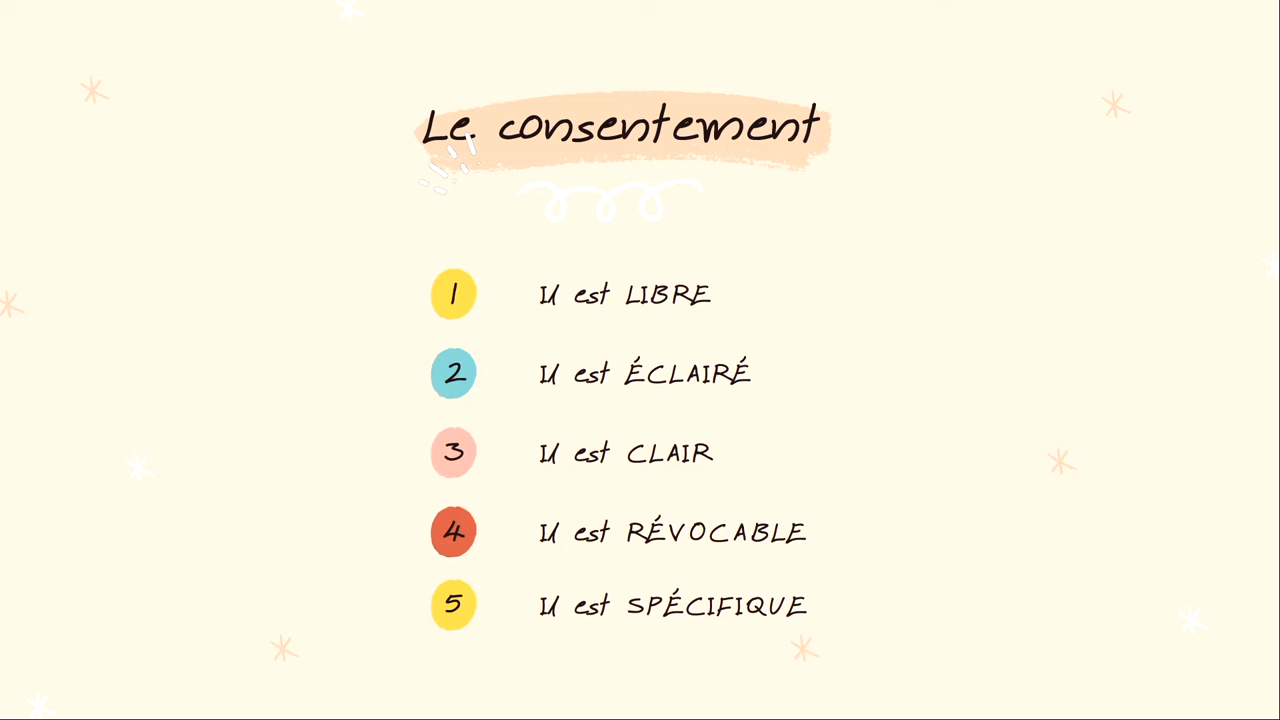 Le consentement
1 Il est LIBRE
2 Il est ÉCLAIRÉ
3 Il est CLAIR
4 Il est RÉVOCABLE
5 Il est SPÉCIFIQUE